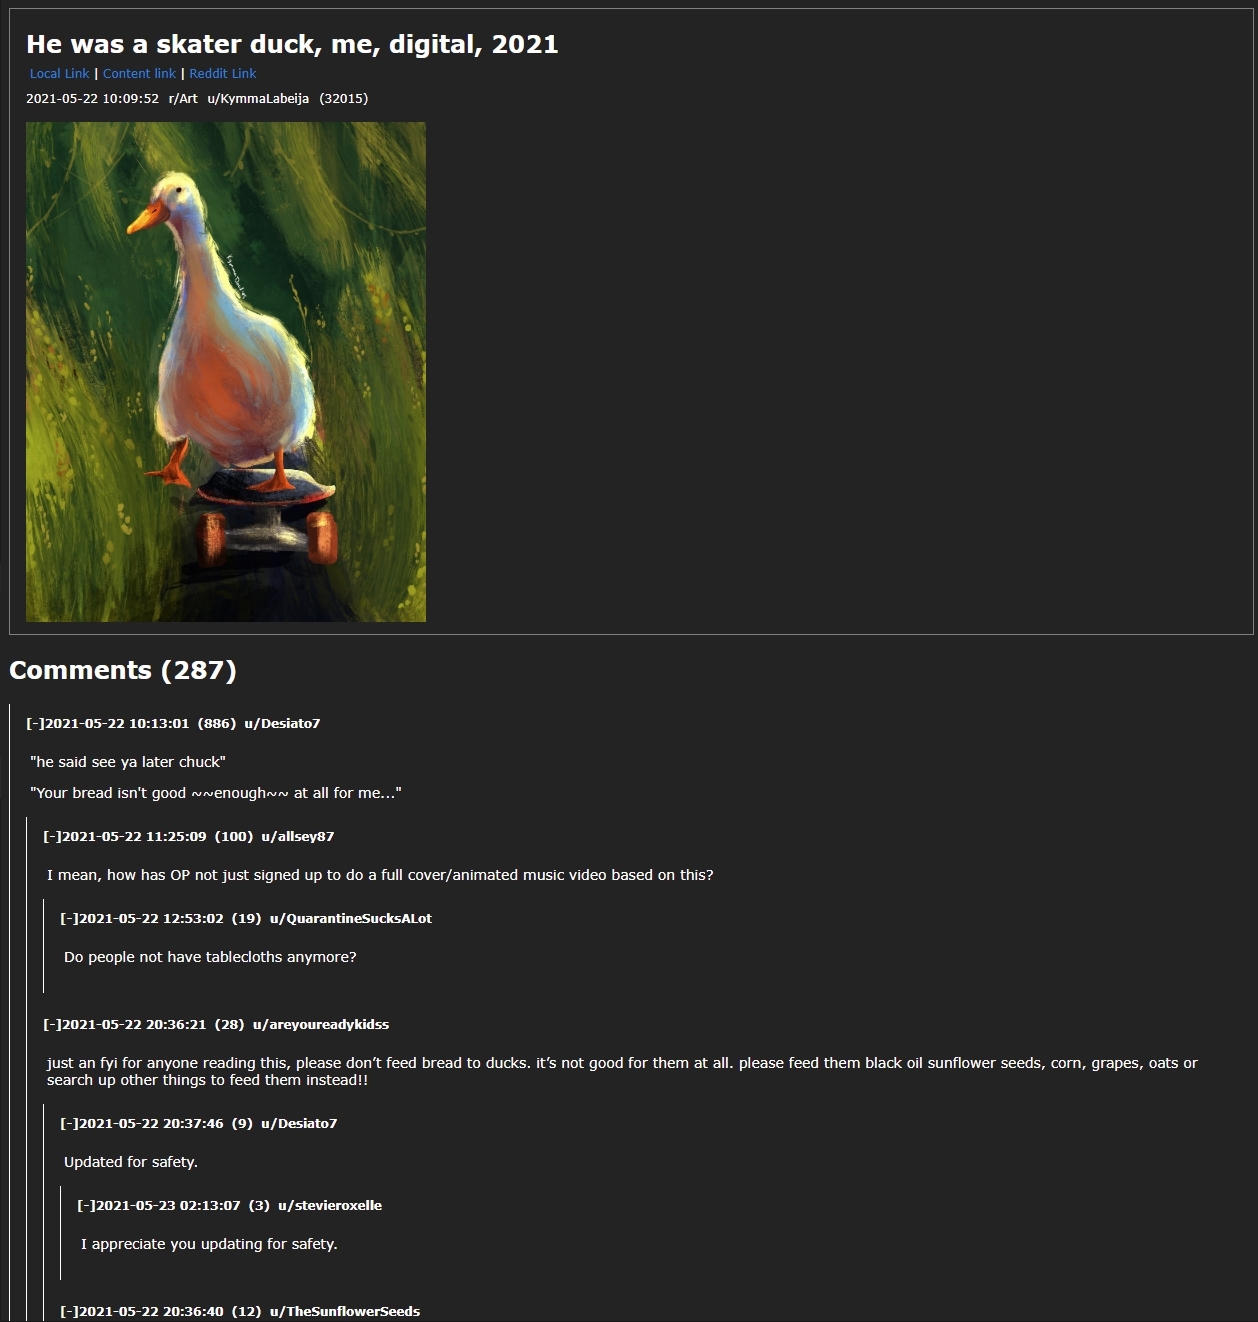 He was a skater duck, me, digital, 2021
Local Link | Content link | Reddit Link
2021-05-22 10:09:52 r/Art u/KymmaLabeija (32015)
Comments (287)
[-]2021-05-22 10:13:01 (886) u/Desiato7
"he said see ya later chuck"
"Your bread isn't good ~~enough~~ at all for me..."
[-]2021-05-22 11:25:09 (100) u/allsey87
I mean, how has OP not just signed up to do a full cover/animated music video based on this?
[-]2021-05-22 12:53:02 (19) u/QuarantineSucksALot
Do people not have tablecloths anymore?
[-]2021-05-22 20:36:21 (28) u/areyoureadykidss
just an fyi for anyone reading this, please don’t feed bread to ducks. it’s not good for them at all. please feed them black oil sunflower seeds, corn, grapes, oats or
search up other things to feed them instead!!
[-]2021-05-22 20:37:46 (9) u/Desiato7
Updated for safety.
[-]2021-05-23 02:13:07 (3) u/stevieroxelle
I appreciate you updating for safety.
[-]2021-05-22 20:36:40 (12) u/TheSunflowerSeeds